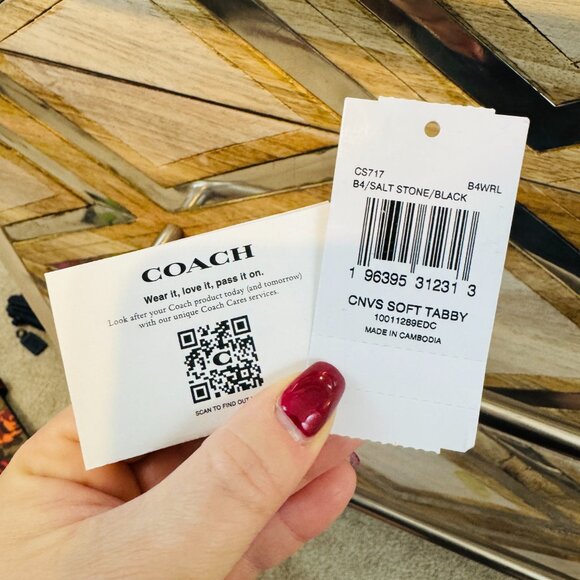 COACH
Wear it, love it, pass it on.
Look after your Coach product today (and tomorrow)
with our unique Coach Cares services.
C
SCAN TO FIND OUT
CS717
B4/SALT STONE/BLACK B4WRL
1 96395 31231 3
CNVS SOFT TABBY
10011289EDC
MADE IN CAMBODIA